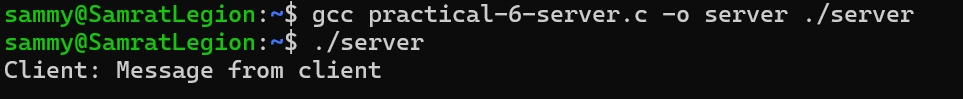 sammy@SamratLegion:~$ gcc practical-6-server.c -o server ./server
sammy@SamratLegion:~$ ./server
Client: Message from client